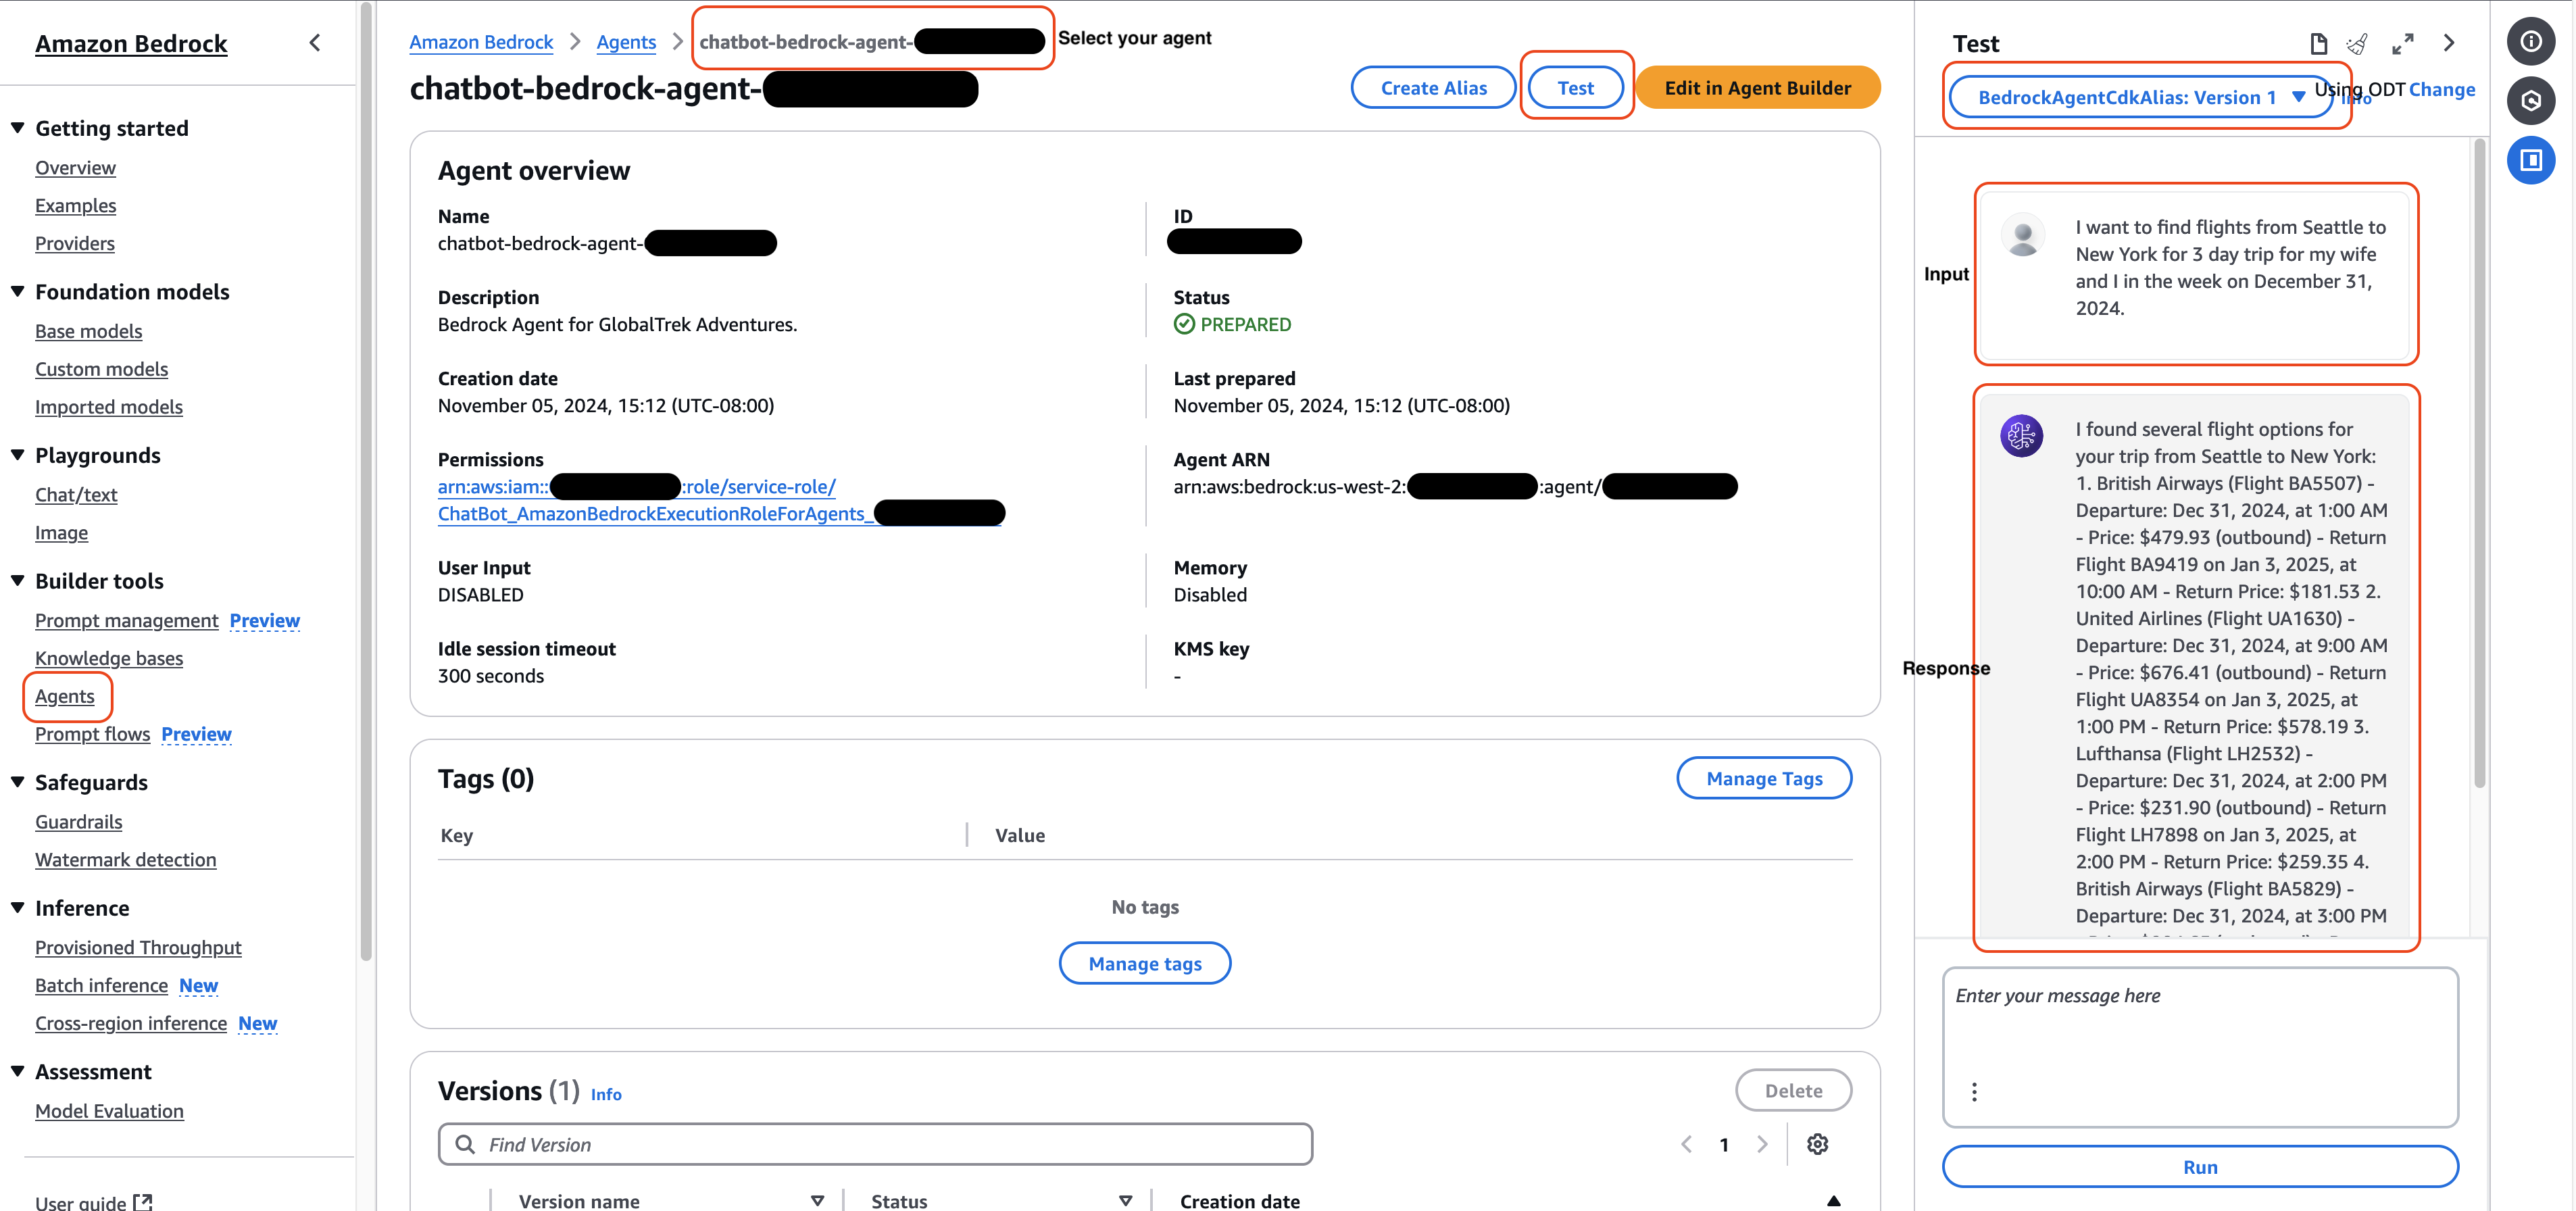 Amazon Bedrock
Getting started
Overview
Examples
Providers
Foundation models
Base models
Custom models
Imported models
Playgrounds
Chat/text
Image
Builder tools
Prompt management Preview
Knowledge bases
Agents
Prompt flows Preview
Safeguards
Guardrails
Watermark detection
Inference
Provisioned Throughput
Batch inference New
Cross-region inference New
Assessment
Model Evaluation
User guide
Amazon Bedrock > Agents > chatbot-bedrock-agent- Select your agent
chatbot-bedrock-agent-
Create Alias
Test
Edit in Agent Builder
Agent overview
Name
chatbot-bedrock-agent-
ID
Description
Bedrock Agent for GlobalTrek Adventures.
Status
PREPARED
Creation date
November 05, 2024, 15:12 (UTC-08:00)
Last prepared
November 05, 2024, 15:12 (UTC-08:00)
Permissions
arn:aws:iam:: :role/service-role/
ChatBot_AmazonBedrockExecutionRoleForAgents_
Agent ARN
arn:aws:bedrock:us-west-2: :agent/
User Input
DISABLED
Memory
Disabled
Idle session timeout
300 seconds
KMS key
-
Tags (0)
Manage Tags
Key
Value
No tags
Manage tags
Versions (1) Info
Delete
Find Version
1
Version name
Status
Creation date
Test
BedrockAgentCdkAlias: Version 1
Info
Using ODT Change
Input
I want to find flights from Seattle to
New York for 3 day trip for my wife
and I in the week on December 31,
2024.
Response
I found several flight options for
your trip from Seattle to New York:
1. British Airways (Flight BA5507) -
Departure: Dec 31, 2024, at 1:00 AM
- Price: $479.93 (outbound) - Return
Flight BA9419 on Jan 3, 2025, at
10:00 AM - Return Price: $181.53 2.
United Airlines (Flight UA1630) -
Departure: Dec 31, 2024, at 9:00 AM
- Price: $676.41 (outbound) - Return
Flight UA8354 on Jan 3, 2025, at
1:00 PM - Return Price: $578.19 3.
Lufthansa (Flight LH2532) -
Departure: Dec 31, 2024, at 2:00 PM
- Price: $231.90 (outbound) - Return
Flight LH7898 on Jan 3, 2025, at
2:00 PM - Return Price: $259.35 4.
British Airways (Flight BA5829) -
Departure: Dec 31, 2024, at 3:00 PM
Enter your message here
Run